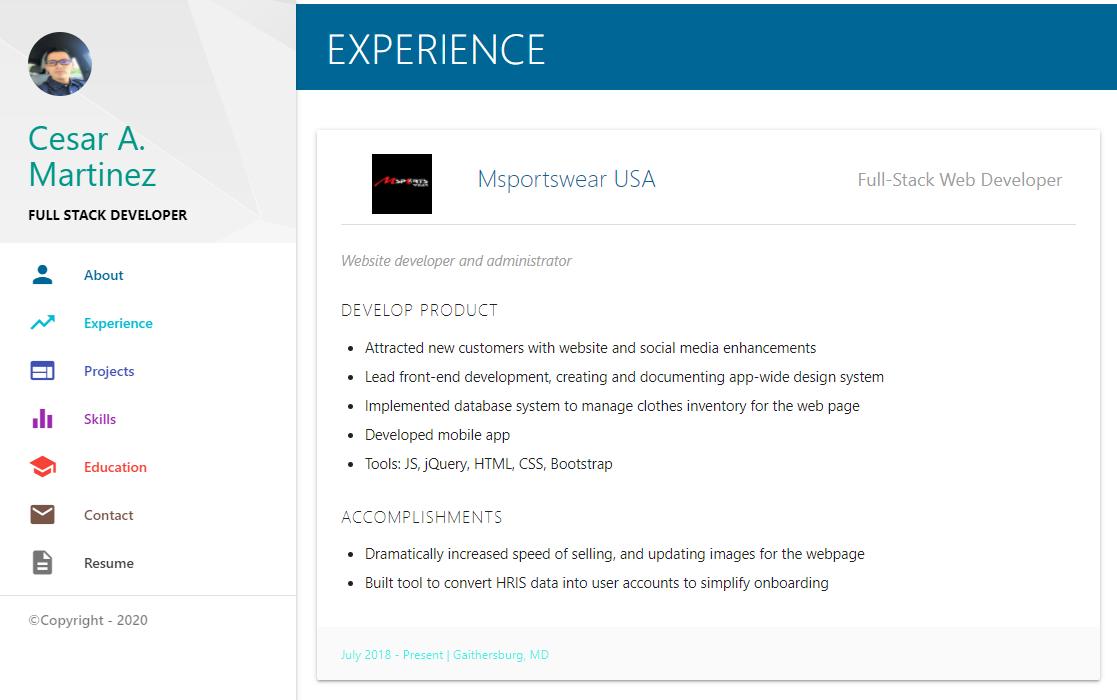 Cesar A.
Martinez
FULL STACK DEVELOPER
About
Experience
Projects
Skills
Education
Contact
Resume
©Copyright - 2020
EXPERIENCE
MSPORTS
WEAR
Msportswear USA
Full-Stack Web Developer
Website developer and administrator
DEVELOP PRODUCT
• Attracted new customers with website and social media enhancements
• Lead front-end development, creating and documenting app-wide design system
• Implemented database system to manage clothes inventory for the web page
• Developed mobile app
• Tools: JS, jQuery, HTML, CSS, Bootstrap
ACCOMPLISHMENTS
• Dramatically increased speed of selling, and updating images for the webpage
• Built tool to convert HRIS data into user accounts to simplify onboarding
July 2018 - Present | Gaithersburg, MD